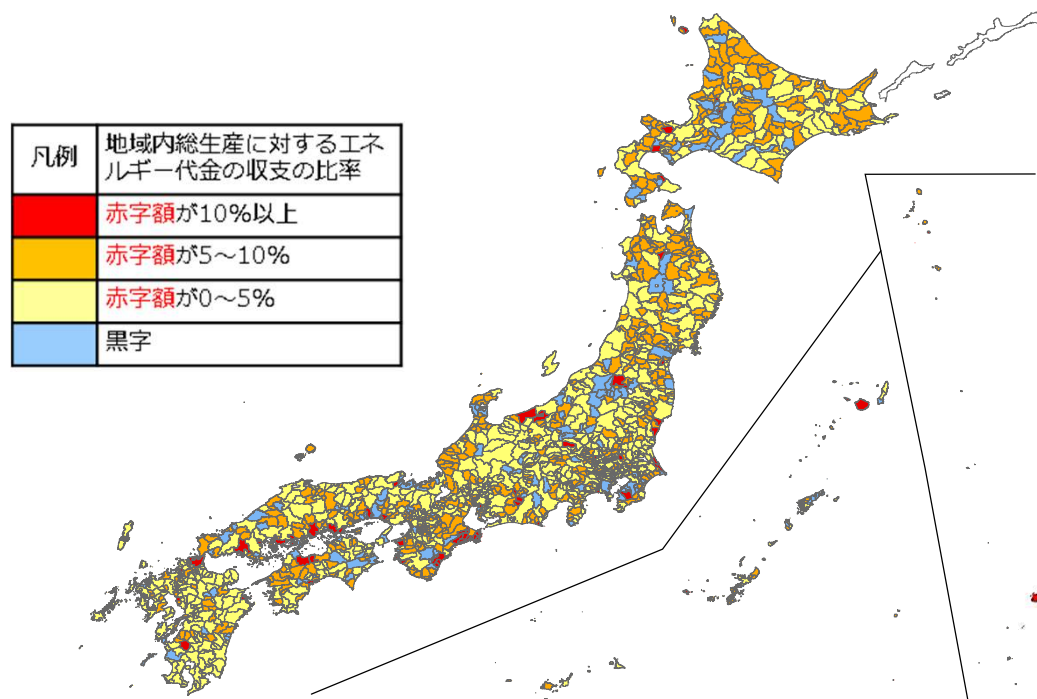 凡例
地域内総生産に対するエネ
ルギー代金の収支の比率
赤字額が10%以上
赤字額が5～10%
赤字額が0～5%
黒字